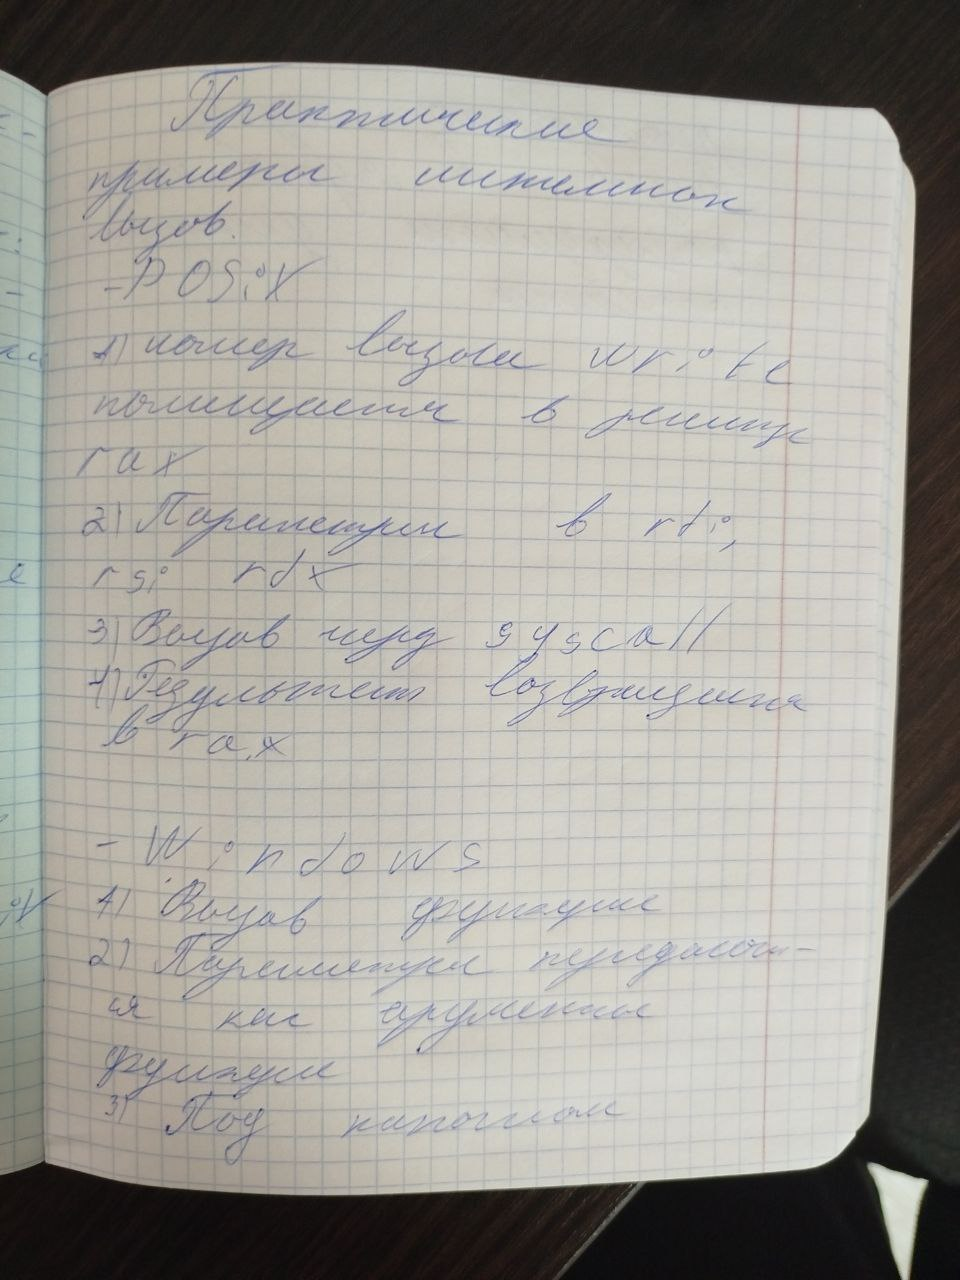 Практические
примеры системных
вызов.
- POSiX
1) номер вызова write
помещается в регистр
rax
2) Параметры в rdi,
rsi rdx
3) Вызов через syscall
4) Результат возвращается
в rax
- Windows
1) Вызов функции
2) Параметры передают-
ся как аргументы
функции
3) Под капотом